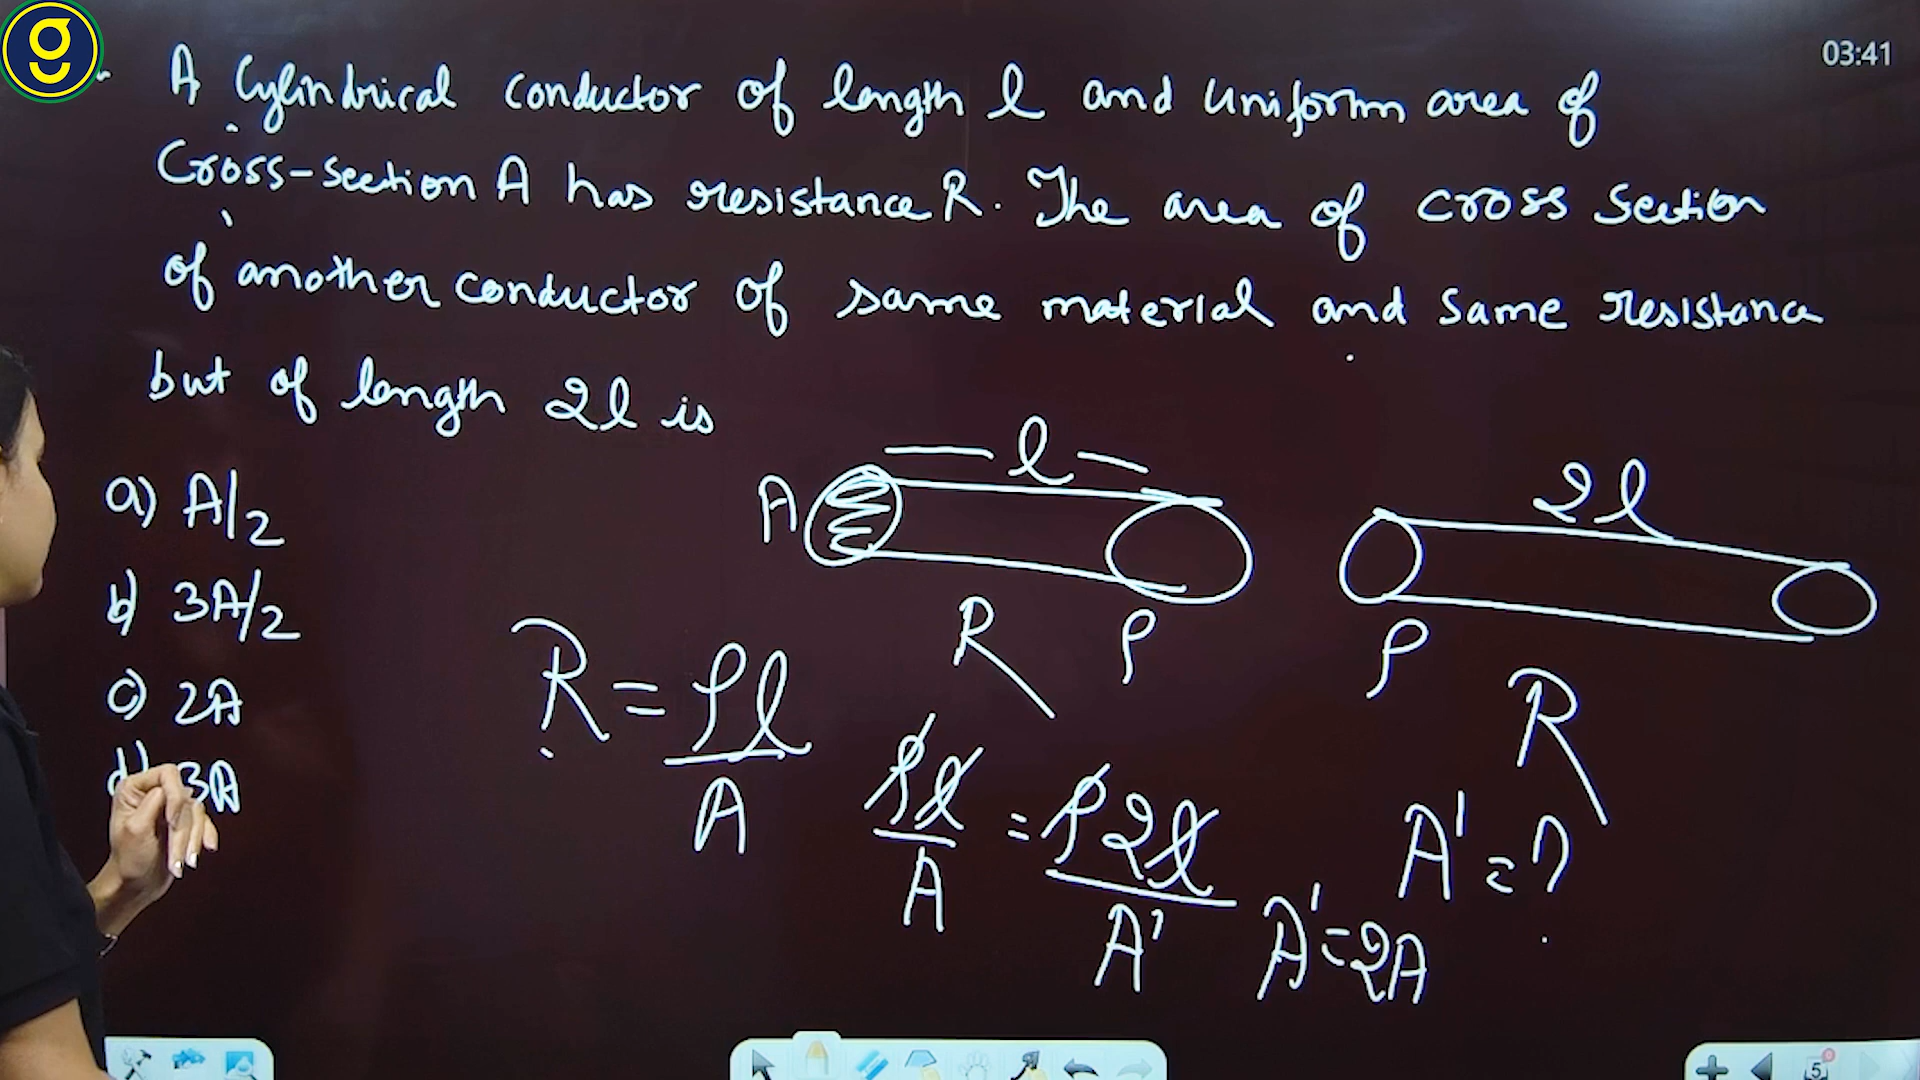 03:41
A Cylindrical conductor of length l and uniform area of
Cross-section A has resistance R. The area of cross section
of another conductor of same material and same resistance
but of length 2l is
a) A/2
b) 3A/2
c) 2A
d) 3A
l
A
R
ρ
2l
ρ
R
R = ρl/A
ρl/A = ρ2l/A'
A' = ?
A' = 2A
5